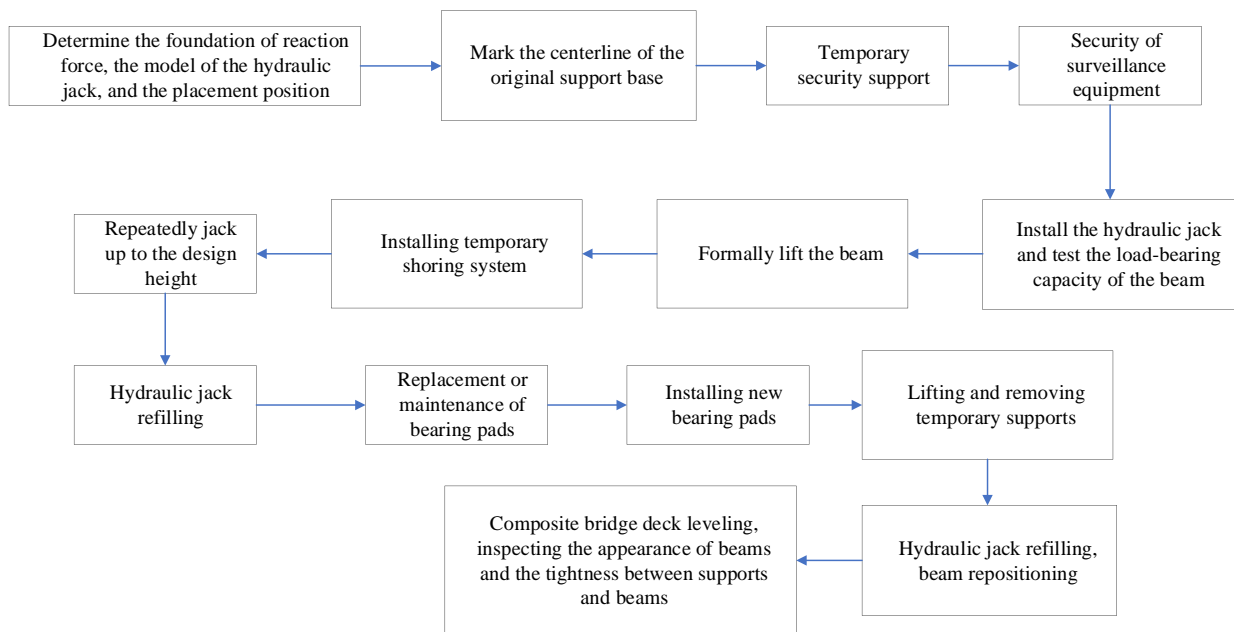 Determine the foundation of reaction
force, the model of the hydraulic
jack, and the placement position
Mark the centerline of the
original support base
Temporary
security support
Security of
surveillance
equipment
Install the hydraulic jack
and test the load-bearing
capacity of the beam
Formally lift the beam
Installing temporary
shoring system
Repeatedly jack
up to the design
height
Hydraulic jack
refilling
Replacement or
maintenance of
bearing pads
Installing new
bearing pads
Lifting and removing
temporary supports
Hydraulic jack refilling,
beam repositioning
Composite bridge deck leveling,
inspecting the appearance of beams
and the tightness between supports
and beams